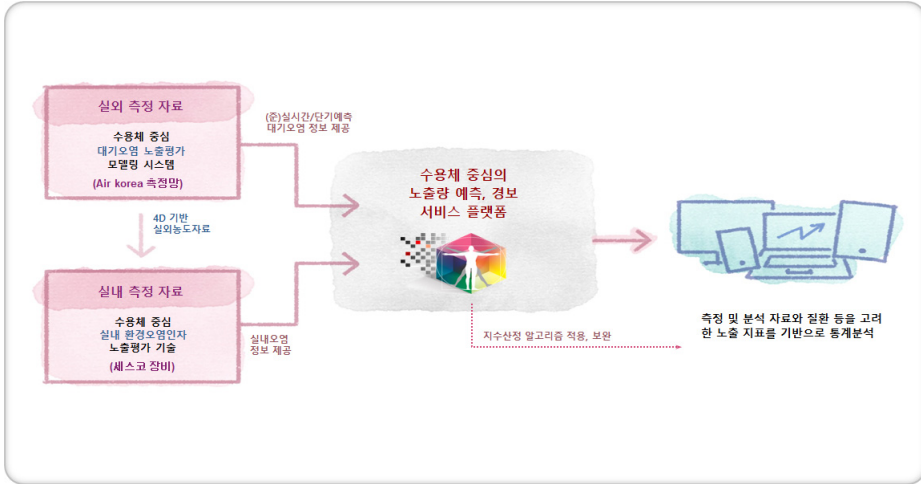 실외 측정 자료
수용체 중심
대기오염 노출평가
모델링 시스템
(Air korea 측정망)
(준)실시간/단기예측
대기오염 정보 제공
4D 기반
실외농도자료
실내 측정 자료
수용체 중심
실내 환경오염인자
노출평가 기술
(세스코 장비)
실내오염
정보 제공
수용체 중심의
노출량 예측, 경보
서비스 플랫폼
지수산정 알고리즘 적용, 보완
측정 및 분석 자료와 질환 등을 고려
한 노출 지표를 기반으로 통계분석